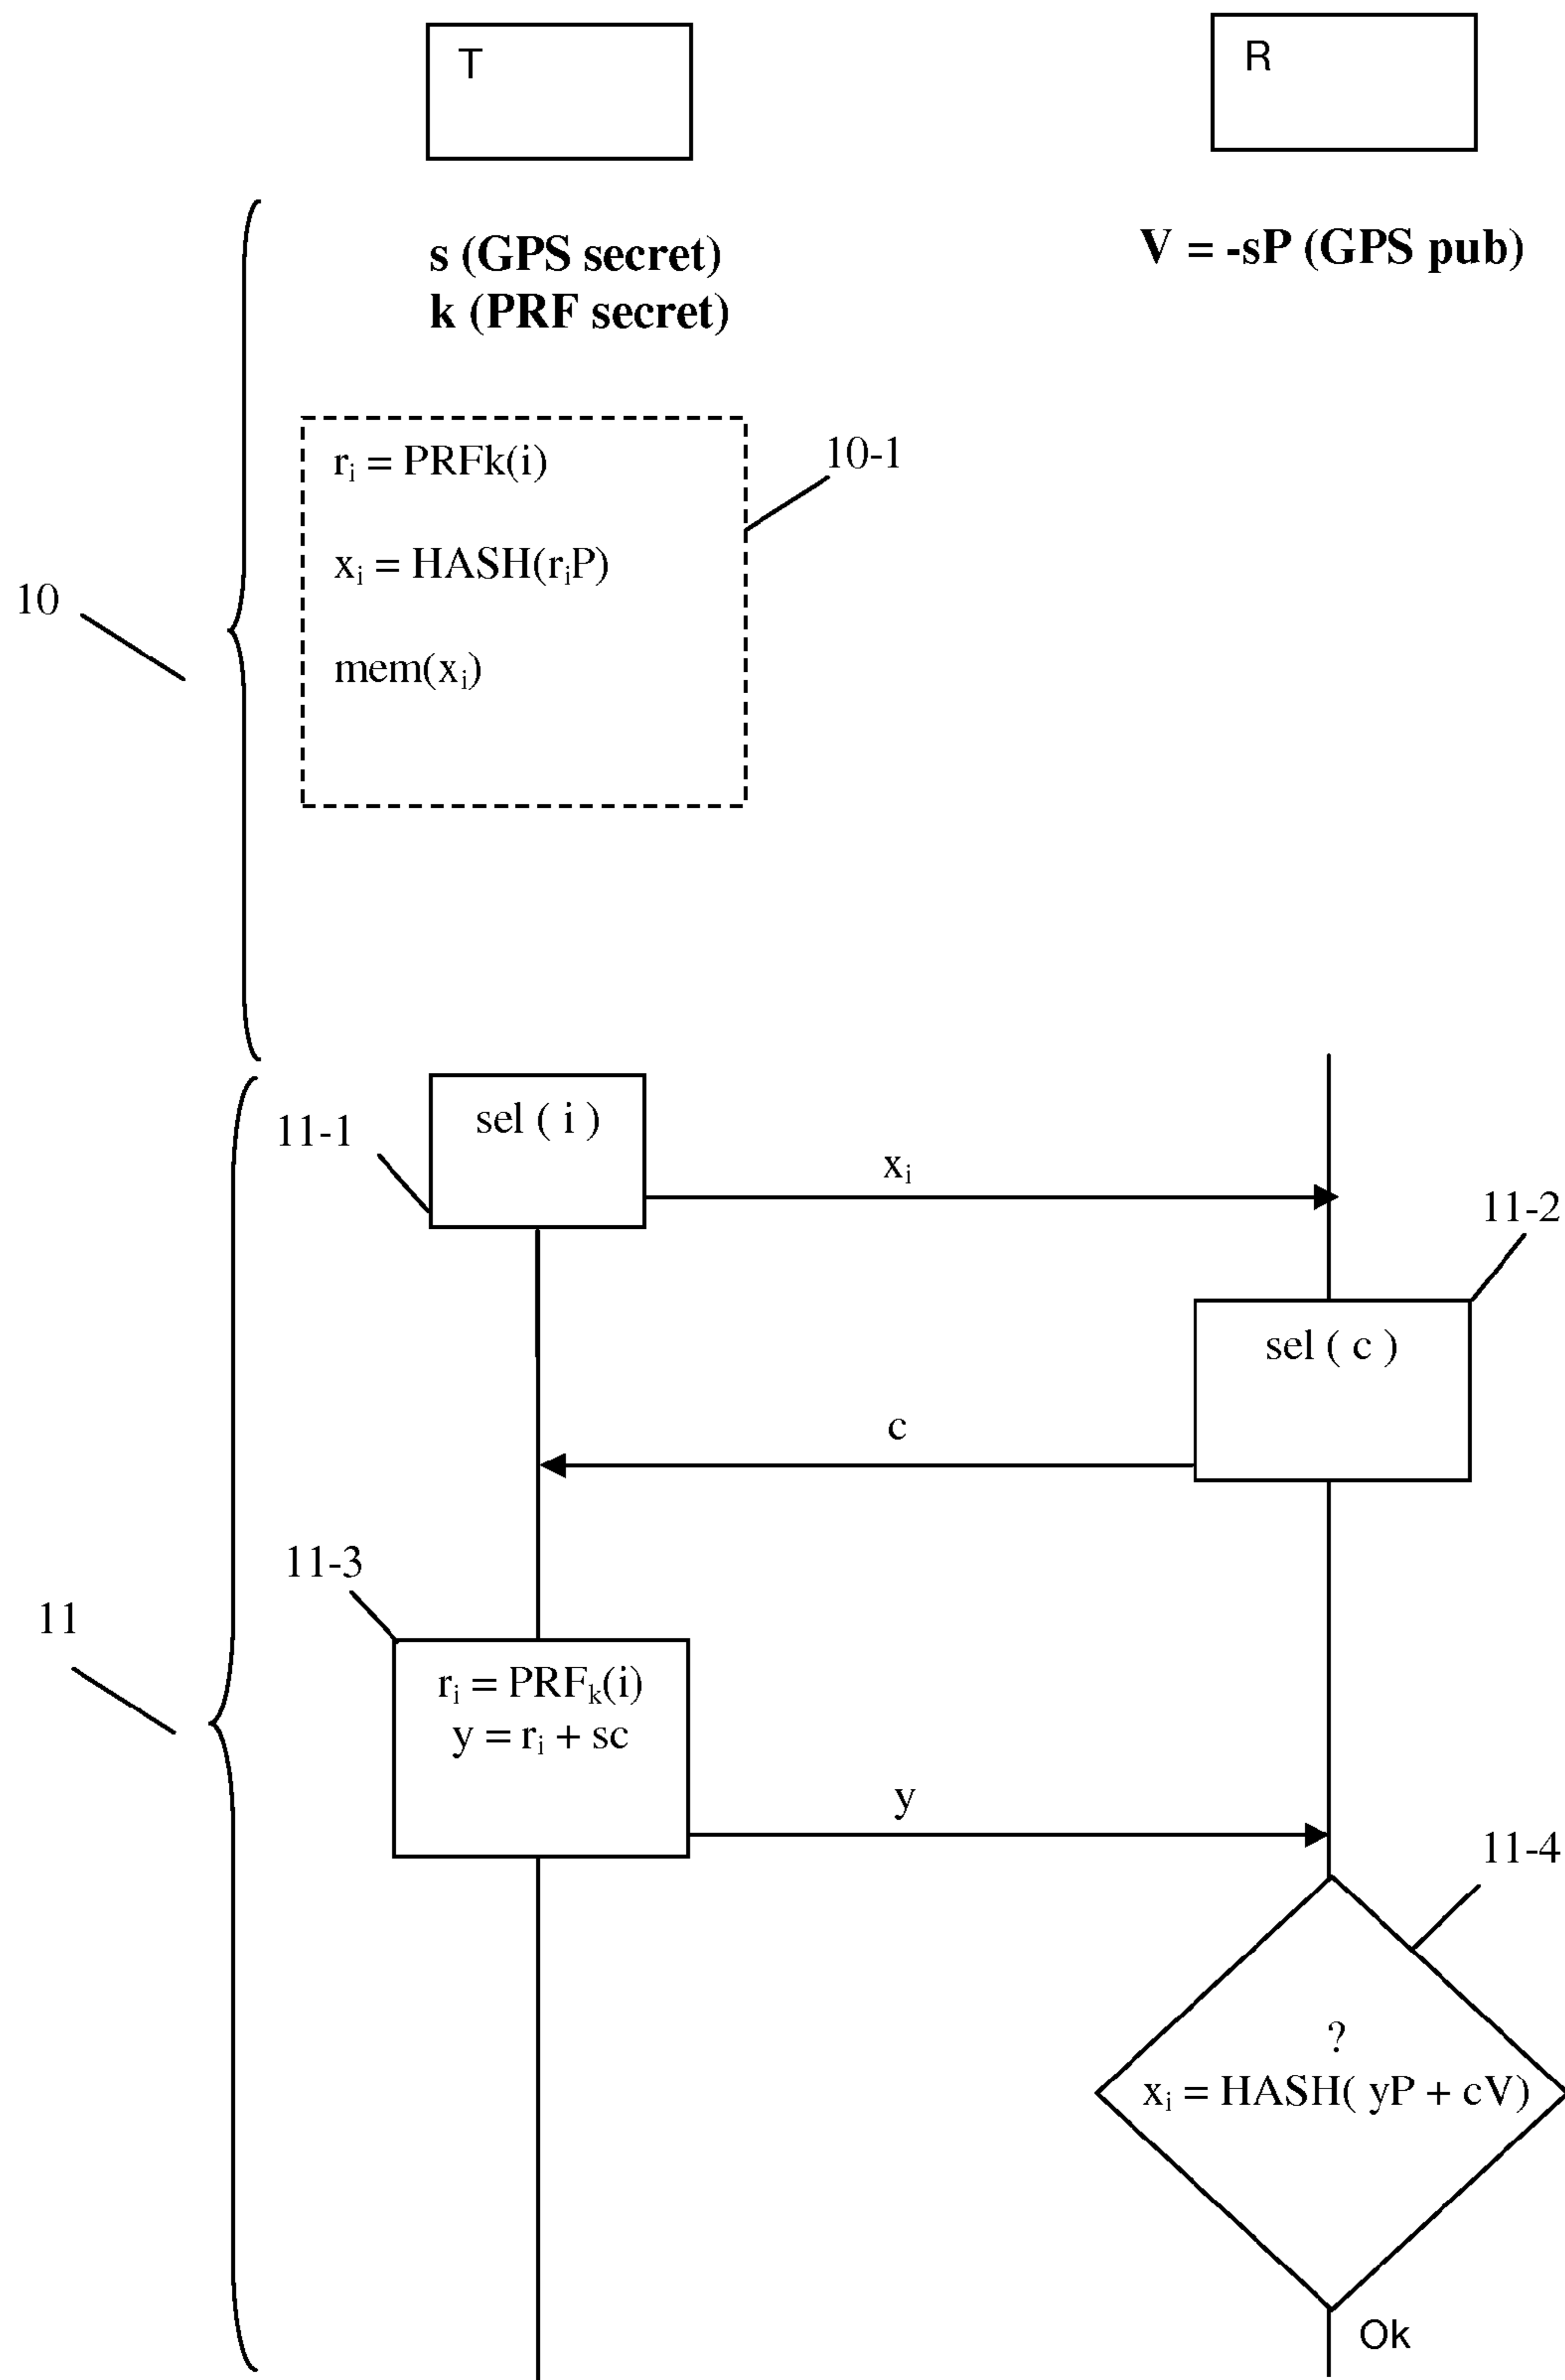 T
R
s (GPS secret)
k (PRF secret)
V = -sP (GPS pub)
rᵢ = PRFk(i)
10-1
xᵢ = HASH(rᵢP)
10
mem(xᵢ)
sel ( i )
11-1
xᵢ
11-2
sel ( c )
c
11-3
11
rᵢ = PRFₖ(i)
y = rᵢ + sc
y
11-4
?
xᵢ = HASH( yP + cV)
Ok